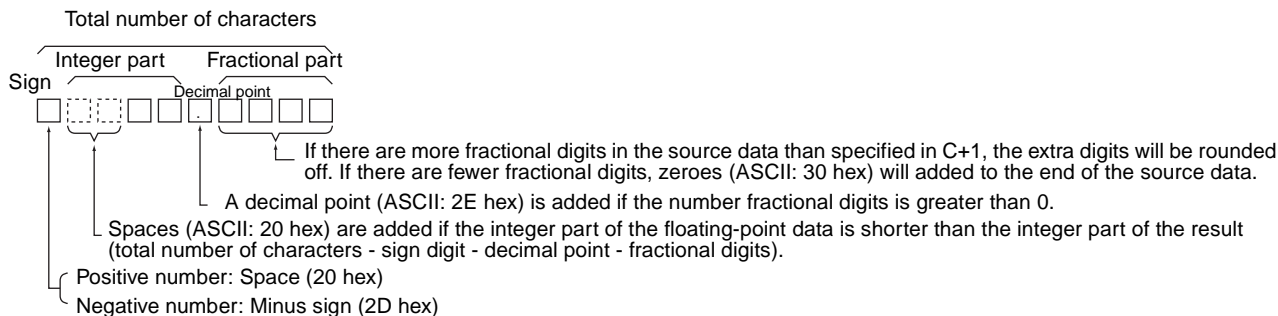 Total number of characters
Integer part Fractional part
Sign
Decimal point
.
If there are more fractional digits in the source data than specified in C+1, the extra digits will be rounded
off. If there are fewer fractional digits, zeroes (ASCII: 30 hex) will added to the end of the source data.
A decimal point (ASCII: 2E hex) is added if the number fractional digits is greater than 0.
Spaces (ASCII: 20 hex) are added if the integer part of the floating-point data is shorter than the integer part of the result
(total number of characters - sign digit - decimal point - fractional digits).
Positive number: Space (20 hex)
Negative number: Minus sign (2D hex)